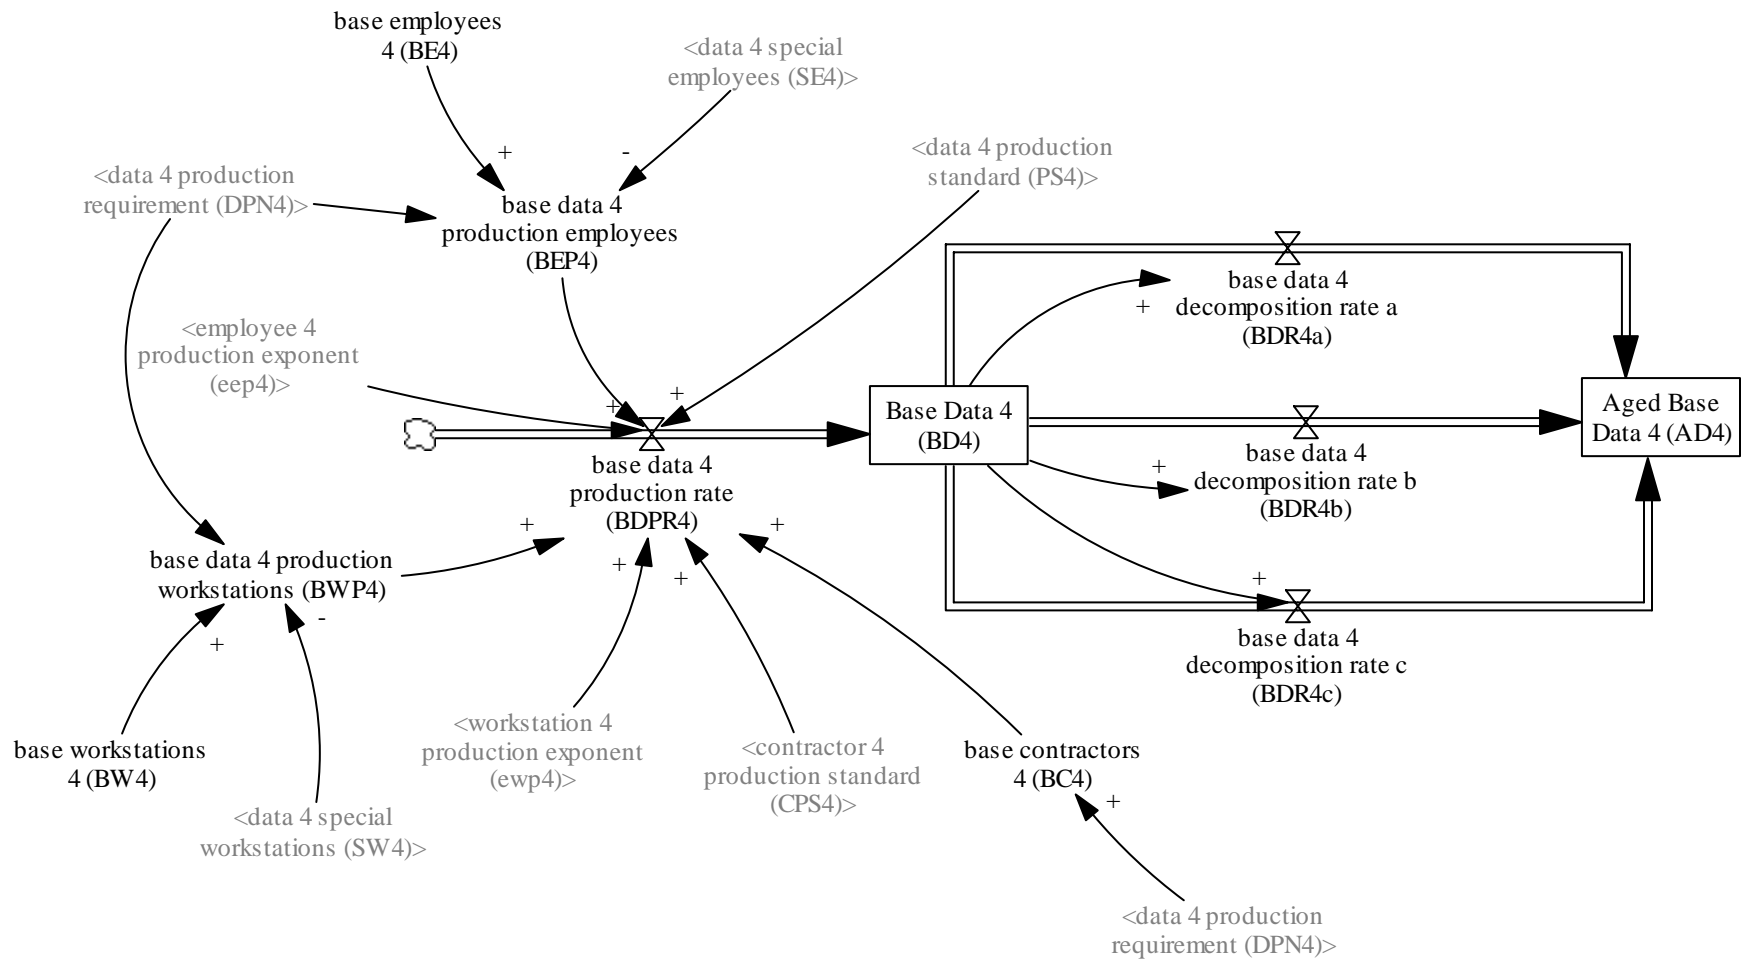 base employees
4 (BE4)
<data 4 special
employees (SE4)>
+
-
<data 4 production
standard (PS4)>
<data 4 production
requirement (DPN4)>
base data 4
production employees
(BEP4)
base data 4
decomposition rate a
(BDR4a)
+
<employee 4
production exponent
(eep4)>
+
+
Base Data 4
(BD4)
Aged Base
Data 4 (AD4)
base data 4
production rate
(BDPR4)
base data 4
decomposition rate b
(BDR4b)
+
+
+
+
+
base data 4 production
workstations (BWP4)
+
-
+
base data 4
decomposition rate c
(BDR4c)
base workstations
4 (BW4)
<workstation 4
production exponent
(ewp4)>
<contractor 4
production standard
(CPS4)>
base contractors
4 (BC4)
+
<data 4 special
workstations (SW4)>
<data 4 production
requirement (DPN4)>